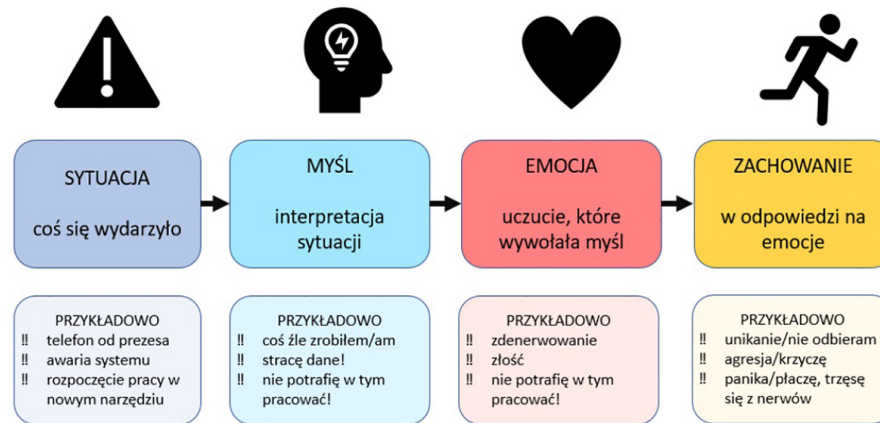 SYTUACJA
coś się wydarzyło
MYŚL
interpretacja
sytuacji
EMOCJA
uczucie, które
wywołała myśl
ZACHOWANIE
w odpowiedzi na
emocje
PRZYKŁADOWO
‼ telefon od prezesa
‼ awaria systemu
‼ rozpoczęcie pracy w
nowym narzędziu
PRZYKŁADOWO
‼ coś źle zrobiłem/am
‼ stracę dane!
‼ nie potrafię w tym
pracować!
PRZYKŁADOWO
‼ zdenerwowanie
‼ złość
‼ nie potrafię w tym
pracować!
PRZYKŁADOWO
‼ unikanie/nie odbieram
‼ agresja/krzyczę
‼ panika/płaczę, trzęsę
się z nerwów